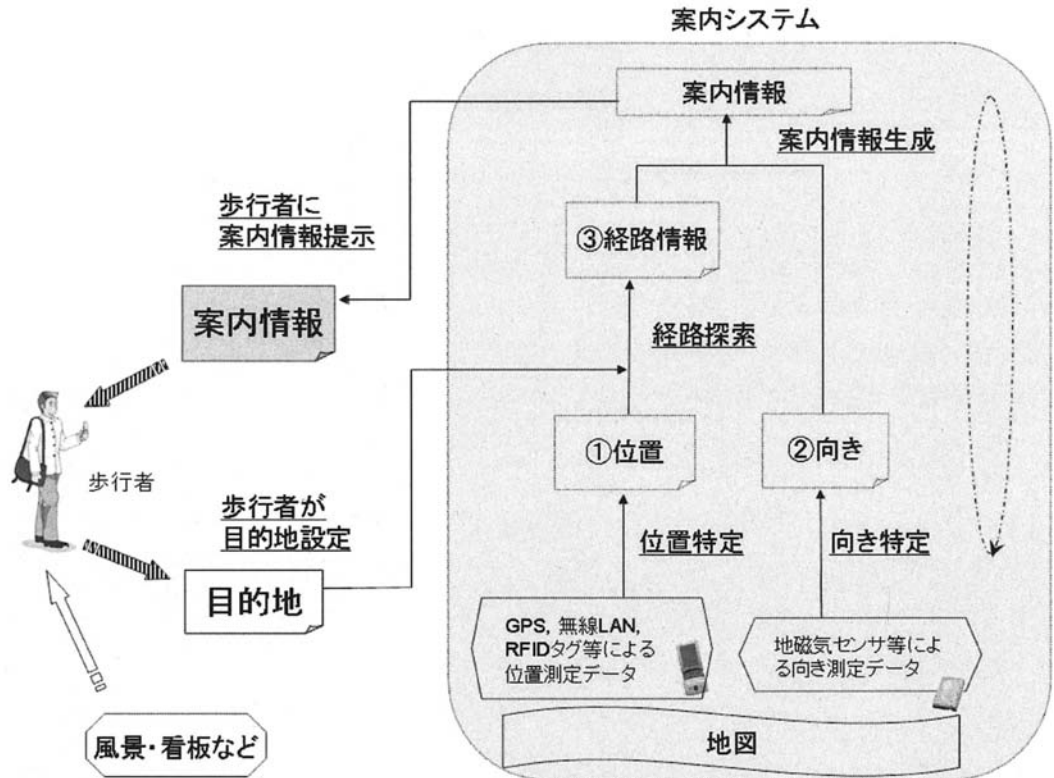 案内システム
案内情報
案内情報生成
歩行者に
案内情報提示
③経路情報
案内情報
経路探索
①位置
②向き
歩行者
歩行者が
目的地設定
位置特定
向き特定
目的地
GPS, 無線LAN,
RFIDタグ等による
位置測定データ
地磁気センサ等によ
る向き測定データ
風景・看板など
地図